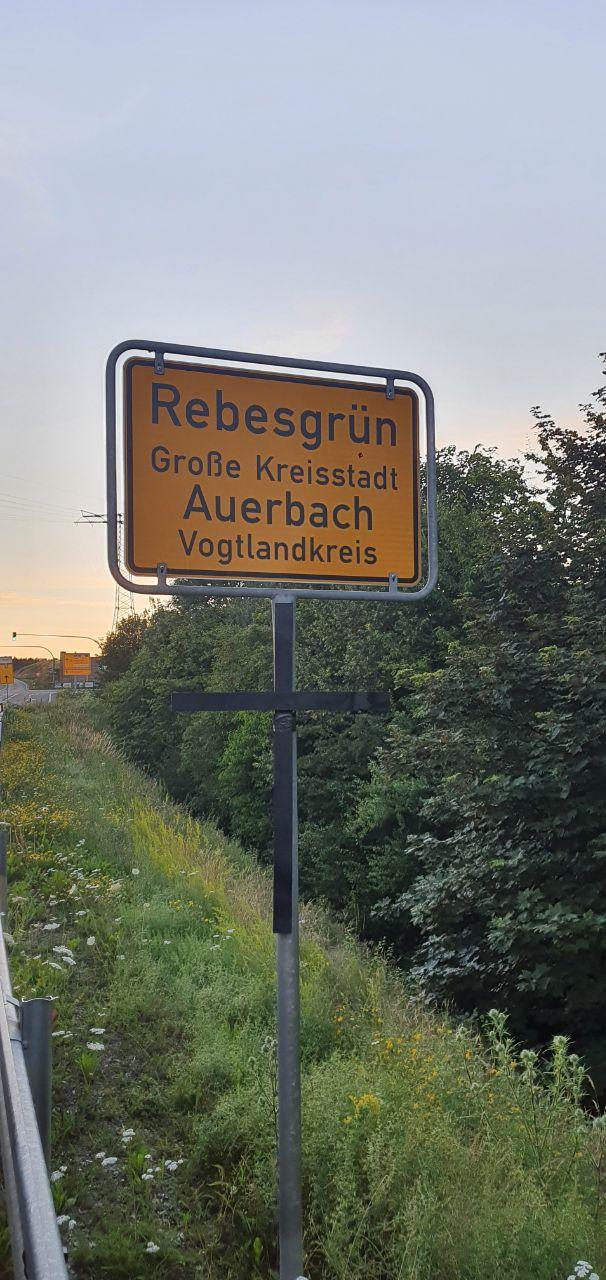 Rebesgrün
Große Kreisstadt
Auerbach
Vogtlandkreis